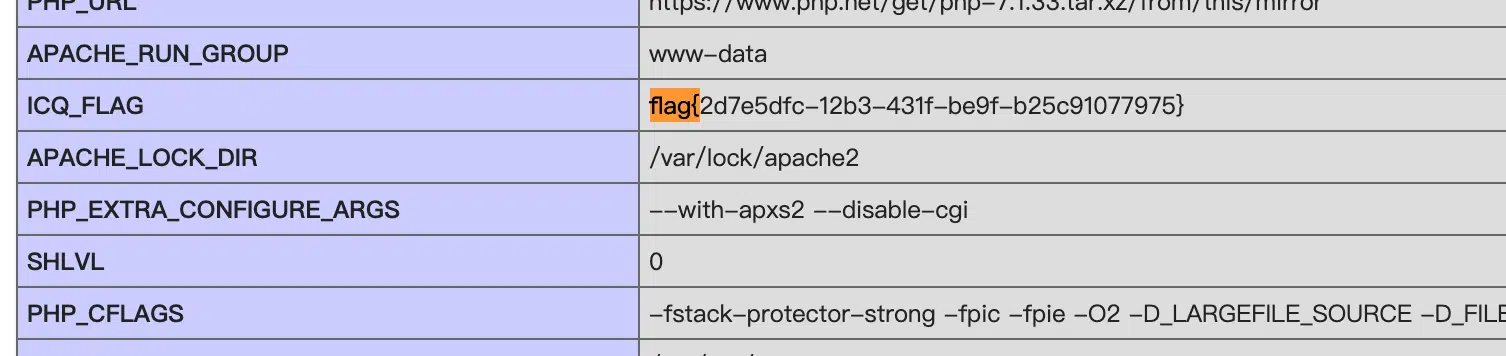 PHP_URL https://www.php.net/get/php-7.1.33.tar.xz/from/this/mirror
APACHE_RUN_GROUP www-data
ICQ_FLAG flag{2d7e5dfc-12b3-431f-be9f-b25c91077975}
APACHE_LOCK_DIR /var/lock/apache2
PHP_EXTRA_CONFIGURE_ARGS --with-apxs2 --disable-cgi
SHLVL 0
PHP_CFLAGS -fstack-protector-strong -fpic -fpie -O2 -D_LARGEFILE_SOURCE -D_FILE